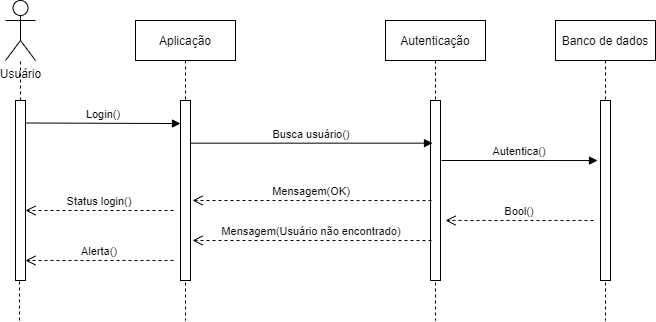 Aplicação
Autenticação
Banco de dados
Usuário
Login()
Busca usuário()
Autentica()
Mensagem(OK)
Status login()
Bool()
Mensagem(Usuário não encontrado)
Alerta()